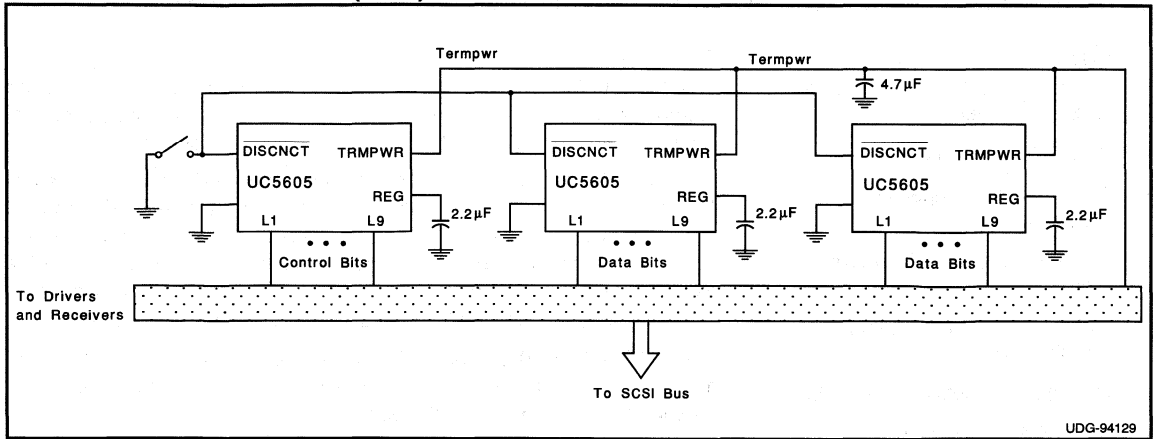 Termpwr
Termpwr
4.7µF
DISCNCT
TRMPWR
UC5605
REG
L1
L9
2.2µF
Control Bits
DISCNCT
TRMPWR
UC5605
REG
L1
L9
2.2µF
Data Bits
DISCNCT
TRMPWR
UC5605
REG
L1
L9
2.2µF
Data Bits
To Drivers
and Receivers
To SCSI Bus
UDG-94129